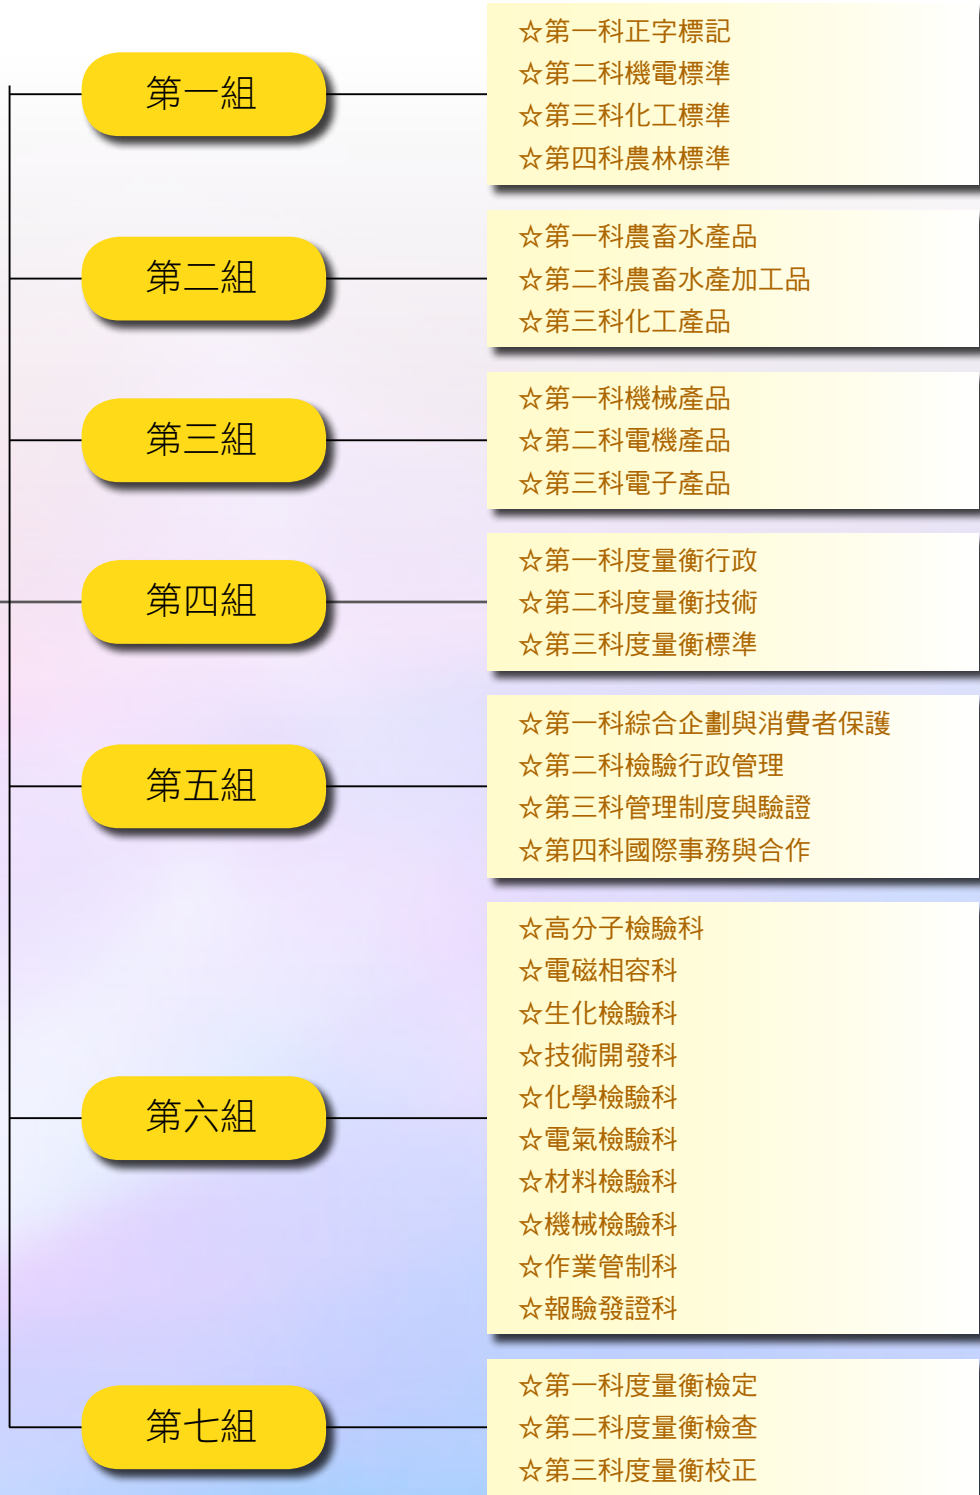 第一組
☆第一科正字標記
☆第二科機電標準
☆第三科化工標準
☆第四科農林標準
第二組
☆第一科農畜水產品
☆第二科農畜水產加工品
☆第三科化工產品
第三組
☆第一科機械產品
☆第二科電機產品
☆第三科電子產品
第四組
☆第一科度量衡行政
☆第二科度量衡技術
☆第三科度量衡標準
第五組
☆第一科綜合企劃與消費者保護
☆第二科檢驗行政管理
☆第三科管理制度與驗證
☆第四科國際事務與合作
第六組
☆高分子檢驗科
☆電磁相容科
☆生化檢驗科
☆技術開發科
☆化學檢驗科
☆電氣檢驗科
☆材料檢驗科
☆機械檢驗科
☆作業管制科
☆報驗發證科
第七組
☆第一科度量衡檢定
☆第二科度量衡檢查
☆第三科度量衡校正